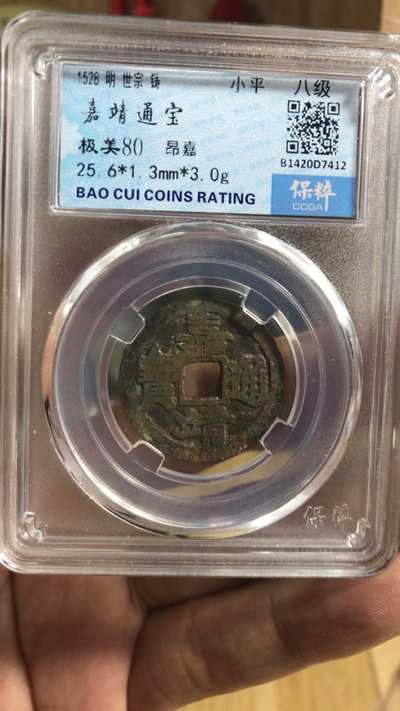 1528 明 世宗 铸 小平 八级
嘉靖通宝
极美80 昂嘉
B1420D7412
25.6*1.3mm*3.0g
保粹
CCGA
BAO CUI COINS RATING
嘉靖通寶
保粹